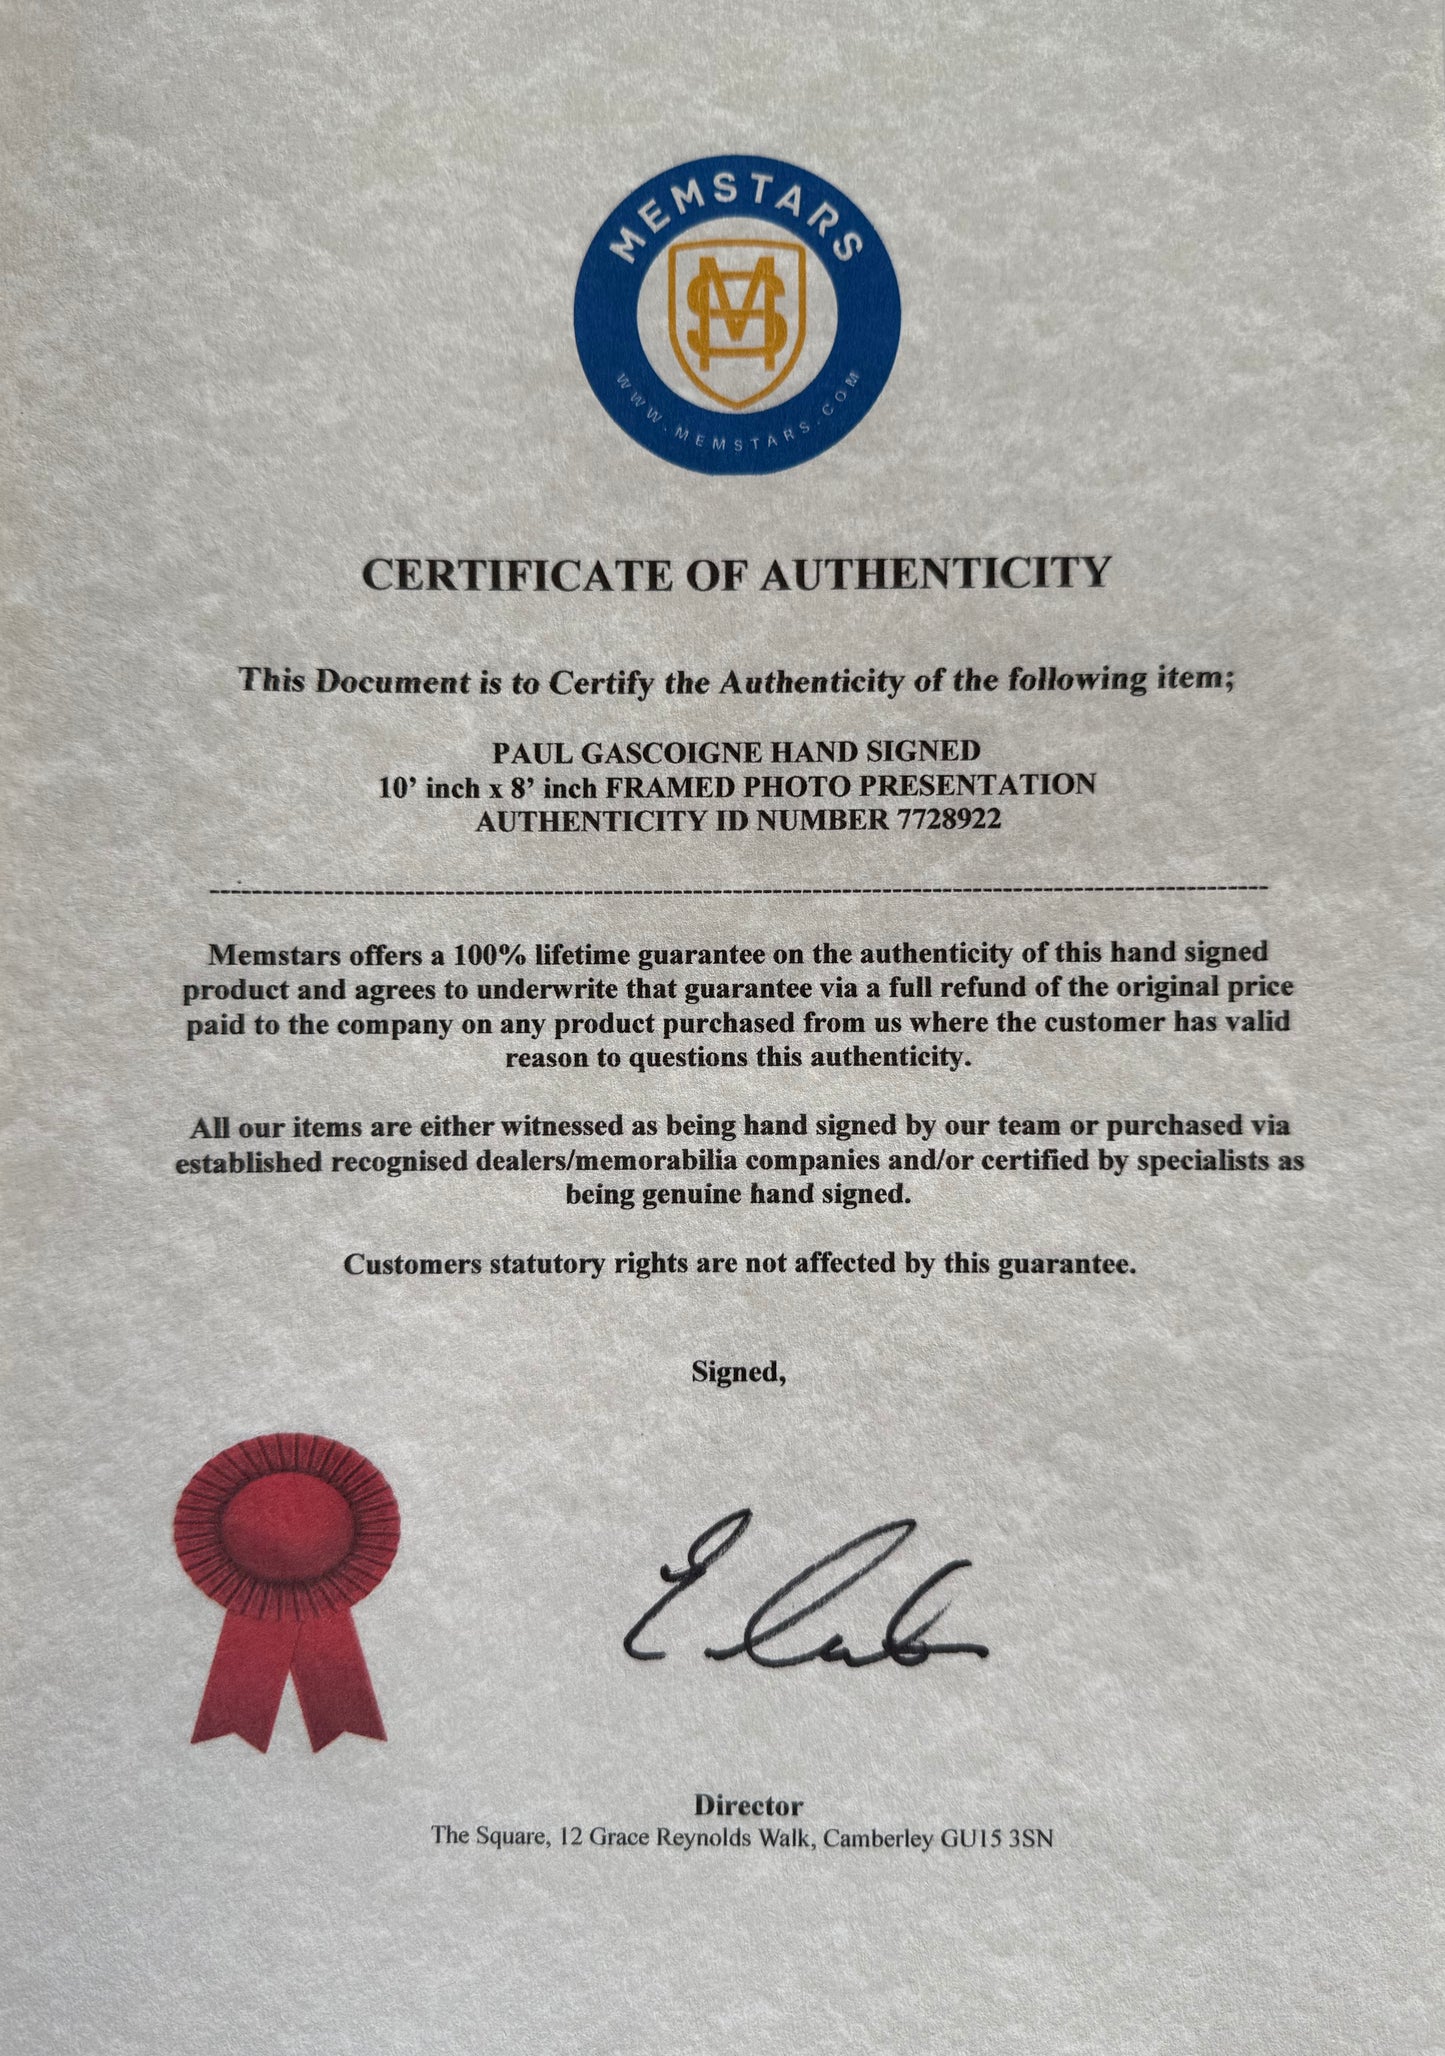 MEMSTARS
MS
WWW.MEMSTARS.COM
CERTIFICATE OF AUTHENTICITY
This Document is to Certify the Authenticity of the following item;
PAUL GASCOIGNE HAND SIGNED
10’ inch x 8’ inch FRAMED PHOTO PRESENTATION
AUTHENTICITY ID NUMBER 7728922
Memstars offers a 100% lifetime guarantee on the authenticity of this hand signed
product and agrees to underwrite that guarantee via a full refund of the original price
paid to the company on any product purchased from us where the customer has valid
reason to questions this authenticity.
All our items are either witnessed as being hand signed by our team or purchased via
established recognised dealers/memorabilia companies and/or certified by specialists as
being genuine hand signed.
Customers statutory rights are not affected by this guarantee.
Signed,
Director
The Square, 12 Grace Reynolds Walk, Camberley GU15 3SN